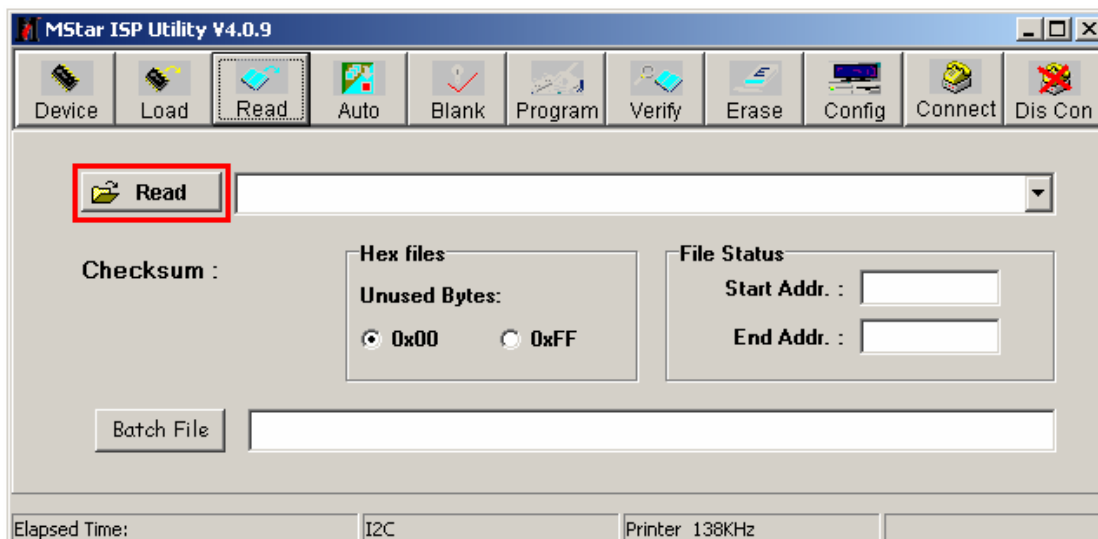 MStar ISP Utility V4.0.9
Device Load Read Auto Blank Program Verify Erase Config Connect Dis Con
Read
Checksum :
Hex files
Unused Bytes:
0x00 0xFF
File Status
Start Addr. :
End Addr. :
Batch File
Elapsed Time: I2C Printer 138KHz